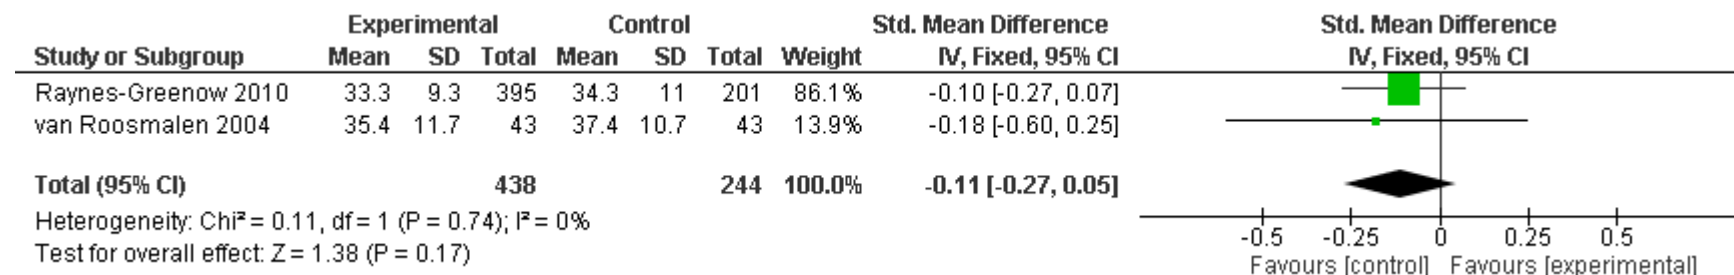 Experimental Control Std. Mean Difference Std. Mean Difference
Study or Subgroup Mean SD Total Mean SD Total Weight IV, Fixed, 95% CI IV, Fixed, 95% CI
Raynes-Greenow 2010 33.3 9.3 395 34.3 11 201 86.1% -0.10 [-0.27, 0.07]
van Roosmalen 2004 35.4 11.7 43 37.4 10.7 43 13.9% -0.18 [-0.60, 0.25]
Total (95% CI) 438 244 100.0% -0.11 [-0.27, 0.05]
Heterogeneity: Chi² = 0.11, df = 1 (P = 0.74); I² = 0%
Test for overall effect: Z = 1.38 (P = 0.17)
-0.5 -0.25 0 0.25 0.5
Favours [control] Favours [experimental]